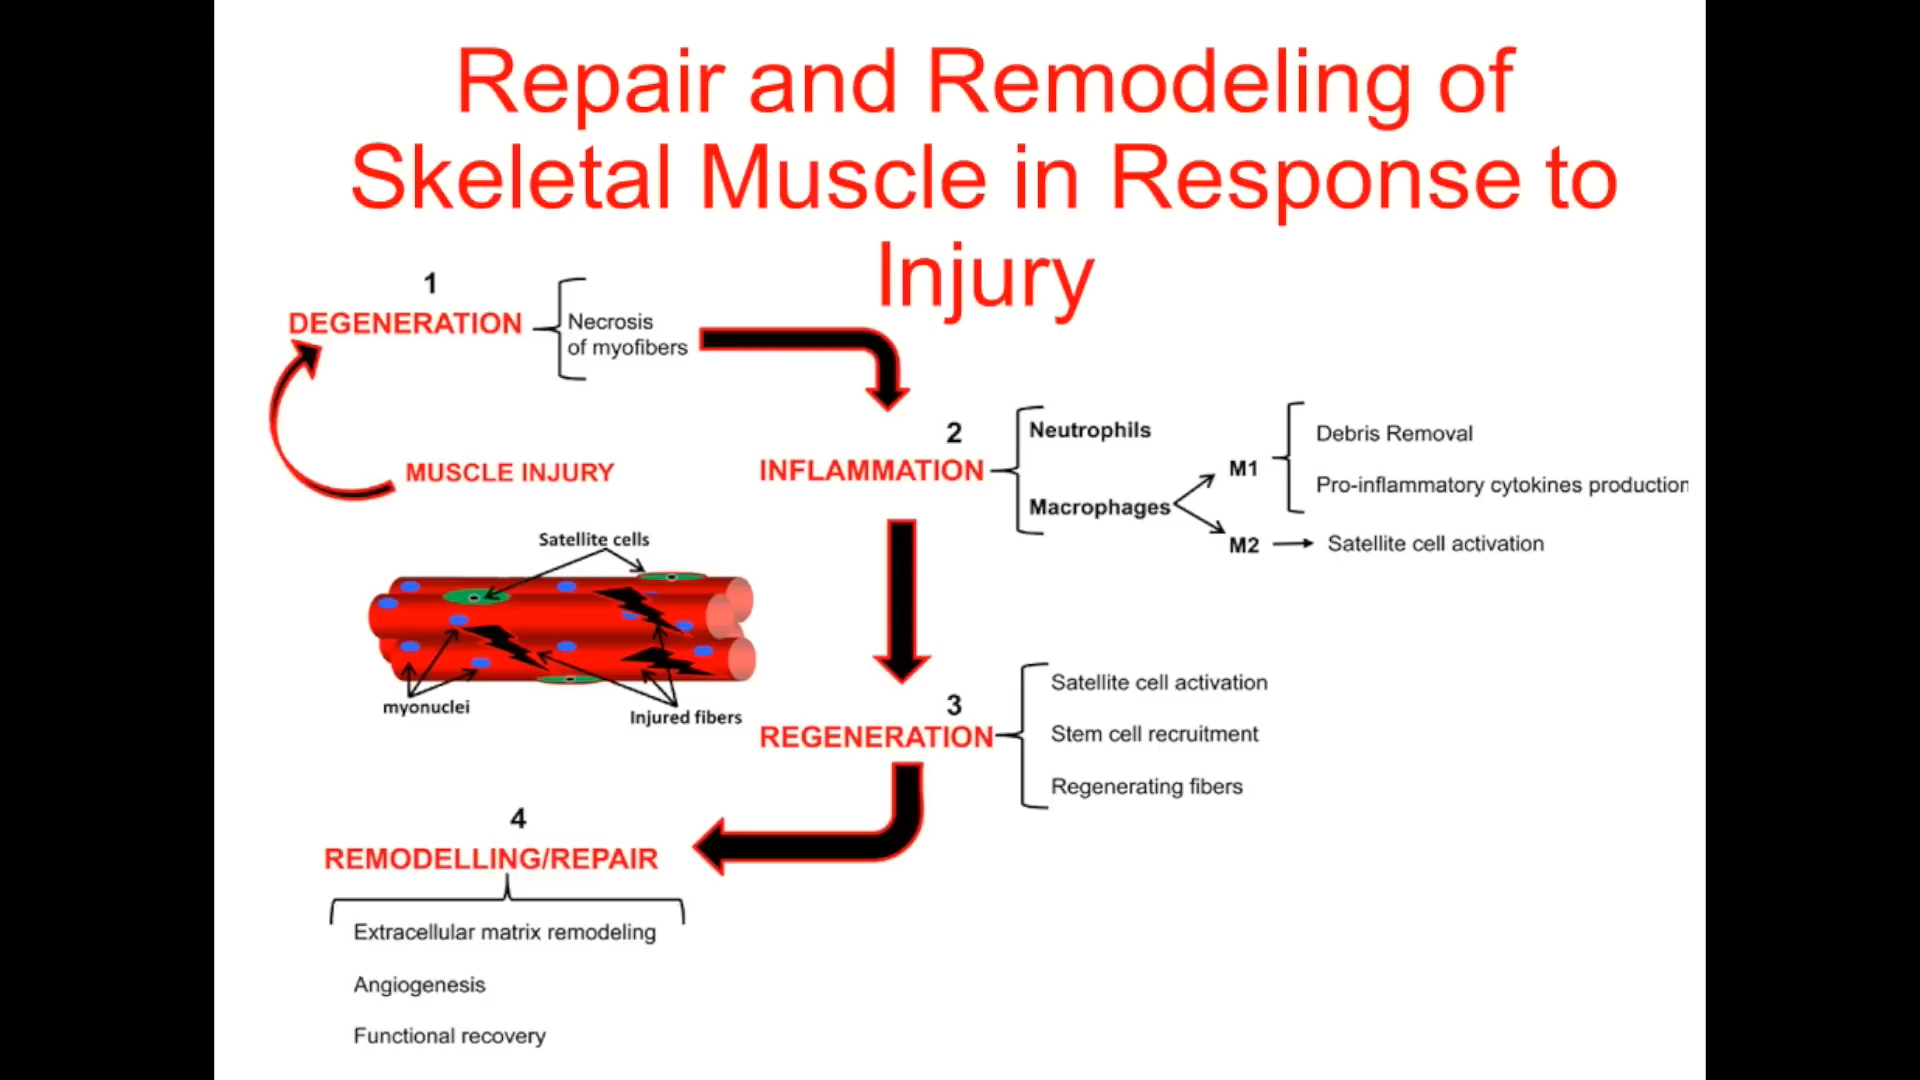 Repair and Remodeling of
Skeletal Muscle in Response to
Injury
1
DEGENERATION
Necrosis
of myofibers
MUSCLE INJURY
2
INFLAMMATION
Neutrophils
Macrophages
M1
Debris Removal
Pro-inflammatory cytokines production
M2
Satellite cell activation
Satellite cells
myonuclei
Injured fibers
3
REGENERATION
Satellite cell activation
Stem cell recruitment
Regenerating fibers
4
REMODELLING/REPAIR
Extracellular matrix remodeling
Angiogenesis
Functional recovery